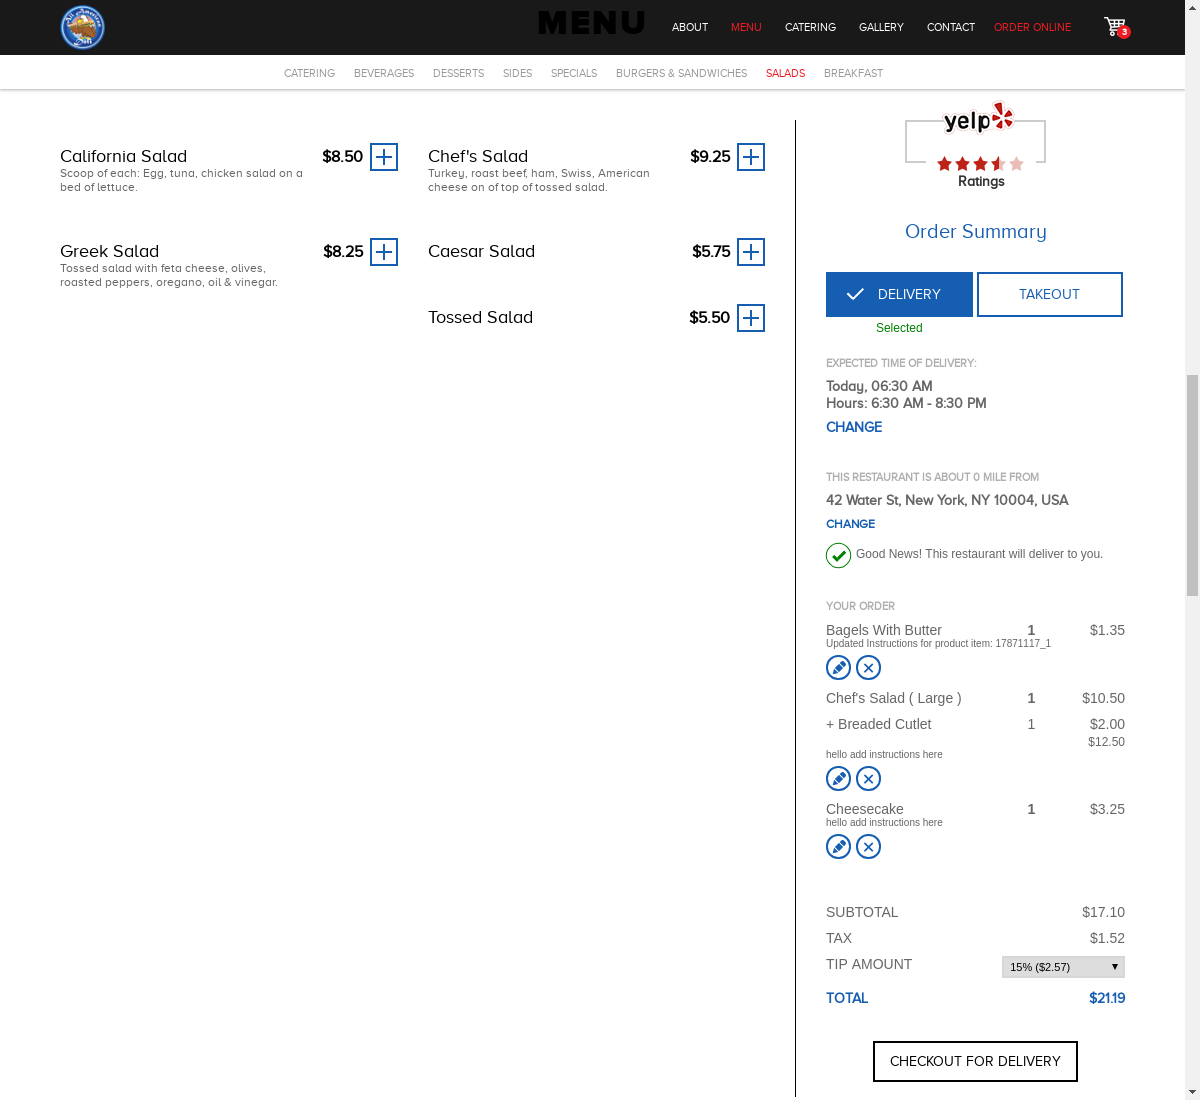 All American
Deli
MENU
ABOUT
MENU
CATERING
GALLERY
CONTACT
ORDER ONLINE
3
CATERING
BEVERAGES
DESSERTS
SIDES
SPECIALS
BURGERS & SANDWICHES
SALADS
BREAKFAST
California Salad $8.50
Scoop of each: Egg, tuna, chicken salad on a
bed of lettuce.
Chef's Salad $9.25
Turkey, roast beef, ham, Swiss, American
cheese on of top of tossed salad.
Greek Salad $8.25
Tossed salad with feta cheese, olives,
roasted peppers, oregano, oil & vinegar.
Caesar Salad $5.75
Tossed Salad $5.50
yelp
Ratings
Order Summary
DELIVERY
TAKEOUT
Selected
EXPECTED TIME OF DELIVERY:
Today, 06:30 AM
Hours: 6:30 AM - 8:30 PM
CHANGE
THIS RESTAURANT IS ABOUT 0 MILE FROM
42 Water St, New York, NY 10004, USA
CHANGE
Good News! This restaurant will deliver to you.
YOUR ORDER
Bagels With Butter 1 $1.35
Updated Instructions for product item: 17871117_1
Chef's Salad ( Large ) 1 $10.50
+ Breaded Cutlet 1 $2.00
$12.50
hello add instructions here
Cheesecake 1 $3.25
hello add instructions here
SUBTOTAL $17.10
TAX $1.52
TIP AMOUNT 15% ($2.57)
TOTAL $21.19
CHECKOUT FOR DELIVERY